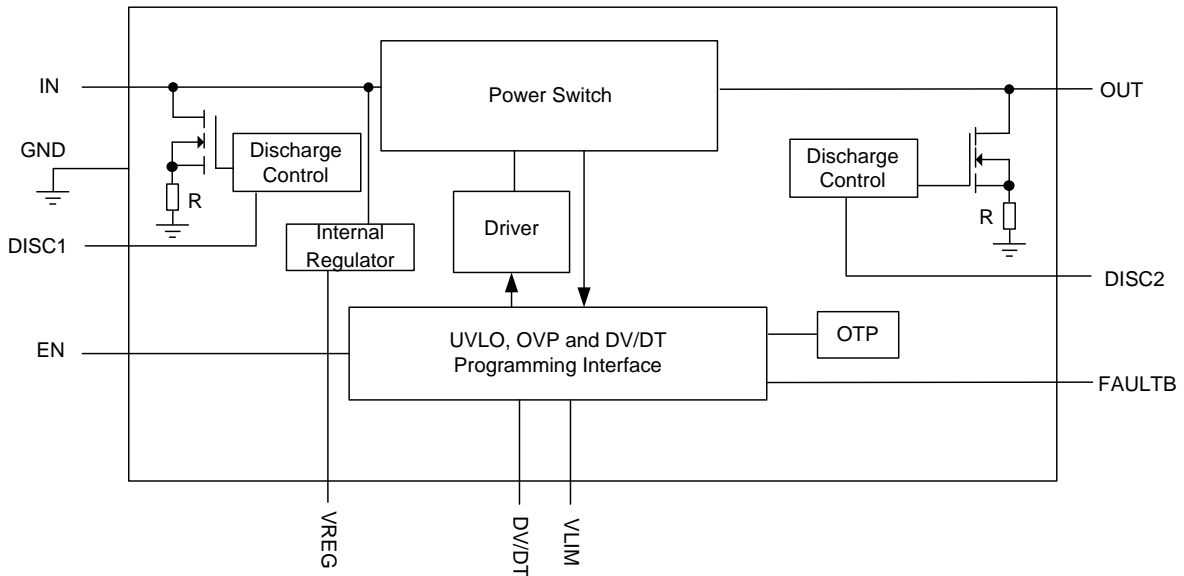 IN
Power Switch
OUT
GND
Discharge
Control
R
Discharge
Control
R
DISC1
Internal
Regulator
Driver
DISC2
EN
UVLO, OVP and DV/DT
Programming Interface
OTP
FAULTB
VREG
DV/DT
VLIM